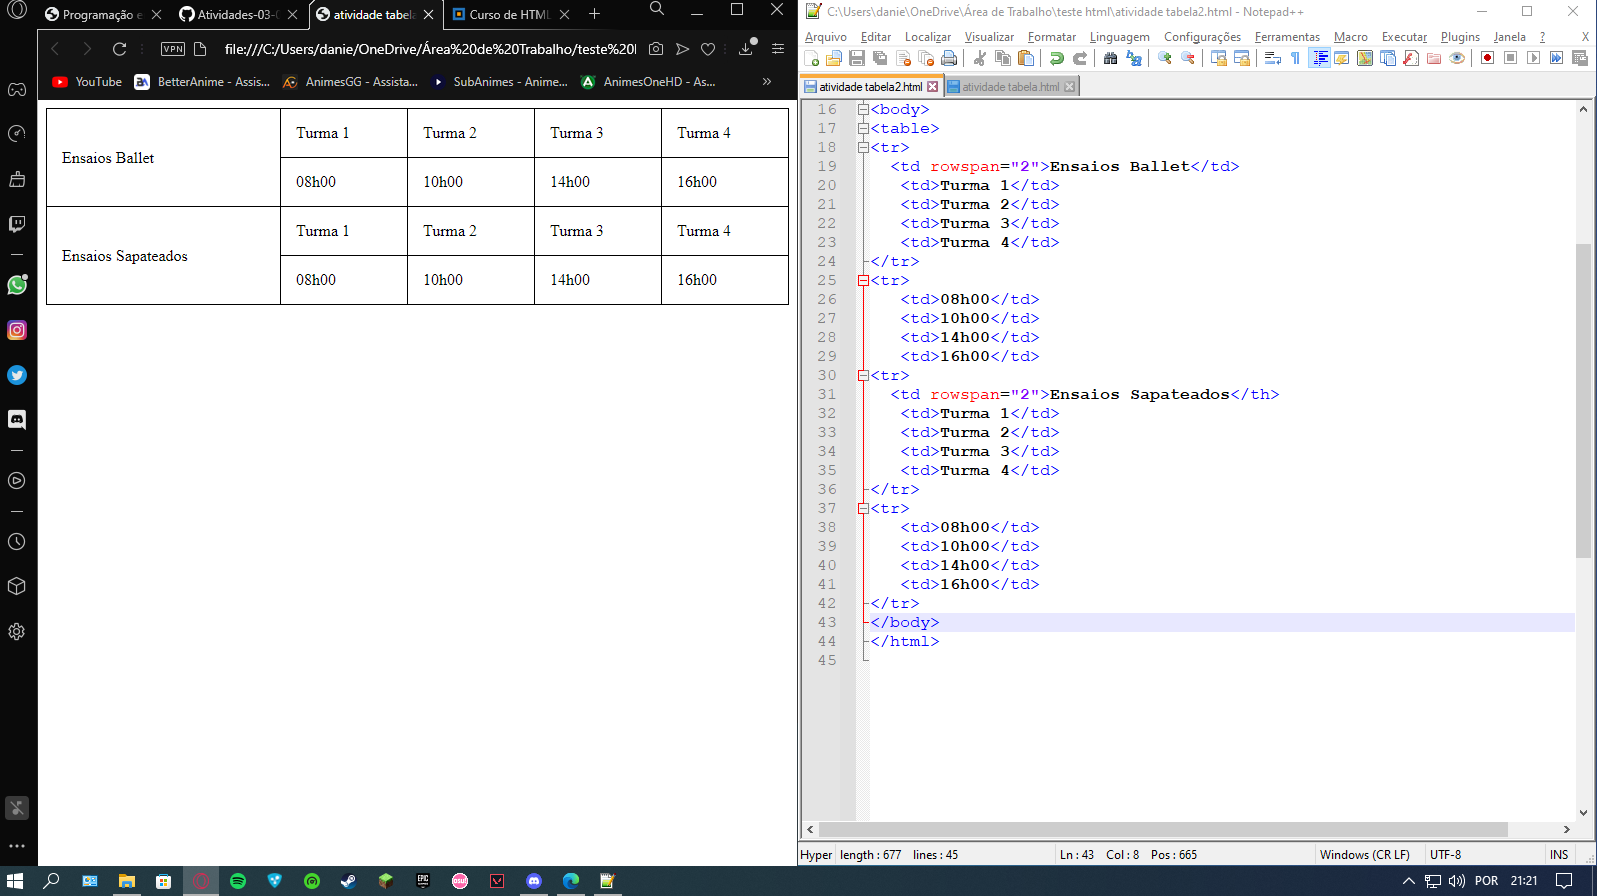 Programação e
Atividades-03-0
atividade tabela
Curso de HTML
VPN
file:///C:/Users/danie/OneDrive/Área%20de%20Trabalho/teste%20
YouTube
BetterAnime - Assis...
AnimesGG - Assista...
SubAnimes - Anime...
AnimesOneHD - As...
»
Ensaios Ballet
Turma 1
Turma 2
Turma 3
Turma 4
08h00
10h00
14h00
16h00
Ensaios Sapateados
Turma 1
Turma 2
Turma 3
Turma 4
08h00
10h00
14h00
16h00
C:\Users\danie\OneDrive\Área de Trabalho\teste html\atividade tabela2.html - Notepad++
Arquivo Editar Localizar Visualizar Formatar Linguagem Configurações Ferramentas Macro Executar Plugins Janela ? X
atividade tabela2.html
atividade tabela.html
16 <body>
17 <table>
18 <tr>
19 <td rowspan="2">Ensaios Ballet</td>
20 <td>Turma 1</td>
21 <td>Turma 2</td>
22 <td>Turma 3</td>
23 <td>Turma 4</td>
24 </tr>
25 <tr>
26 <td>08h00</td>
27 <td>10h00</td>
28 <td>14h00</td>
29 <td>16h00</td>
30 <tr>
31 <td rowspan="2">Ensaios Sapateados</th>
32 <td>Turma 1</td>
33 <td>Turma 2</td>
34 <td>Turma 3</td>
35 <td>Turma 4</td>
36 </tr>
37 <tr>
38 <td>08h00</td>
39 <td>10h00</td>
40 <td>14h00</td>
41 <td>16h00</td>
42 </tr>
43 </body>
44 </html>
45
Hyper length : 677 lines : 45
Ln : 43 Col : 8 Pos : 665
Windows (CR LF)
UTF-8
INS
EPIC
GAMES
osu!
POR
21:21